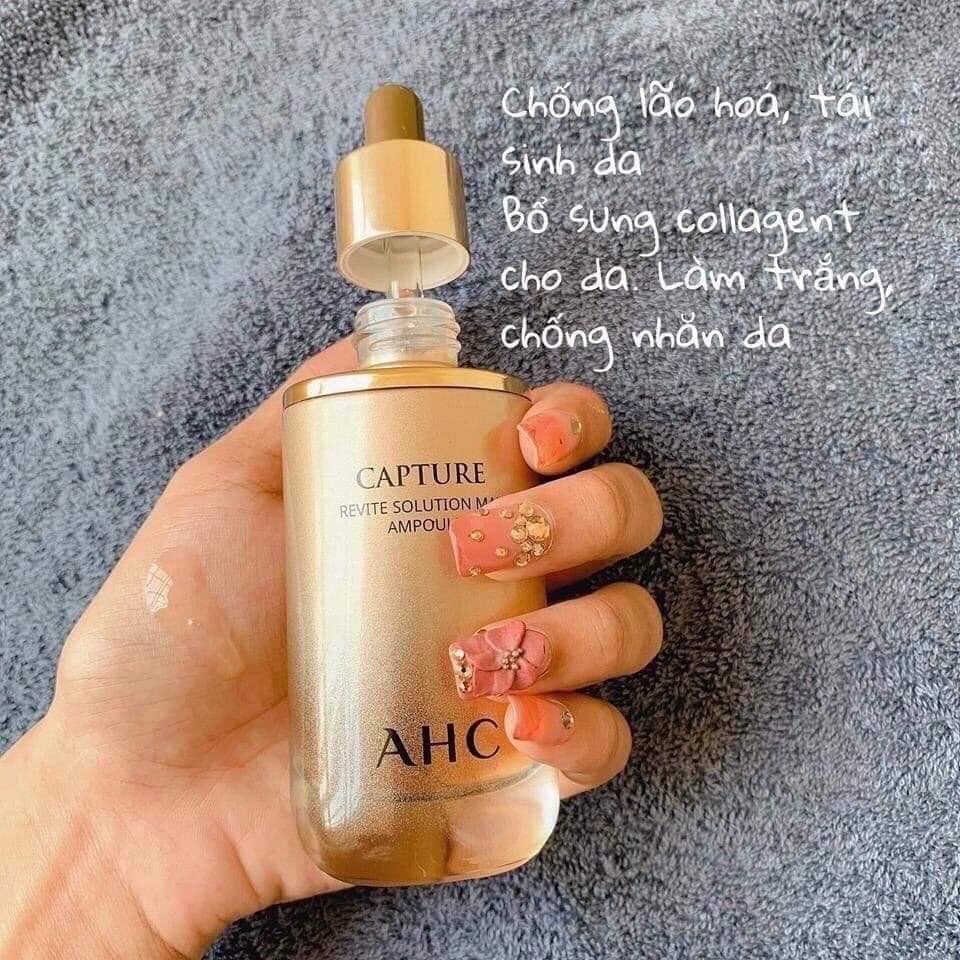 Chống lão hoá, tái
sinh da
Bổ sung collagent
cho da. Làm trắng,
chống nhăn da
CAPTURE
REVITE SOLUTION
AHC